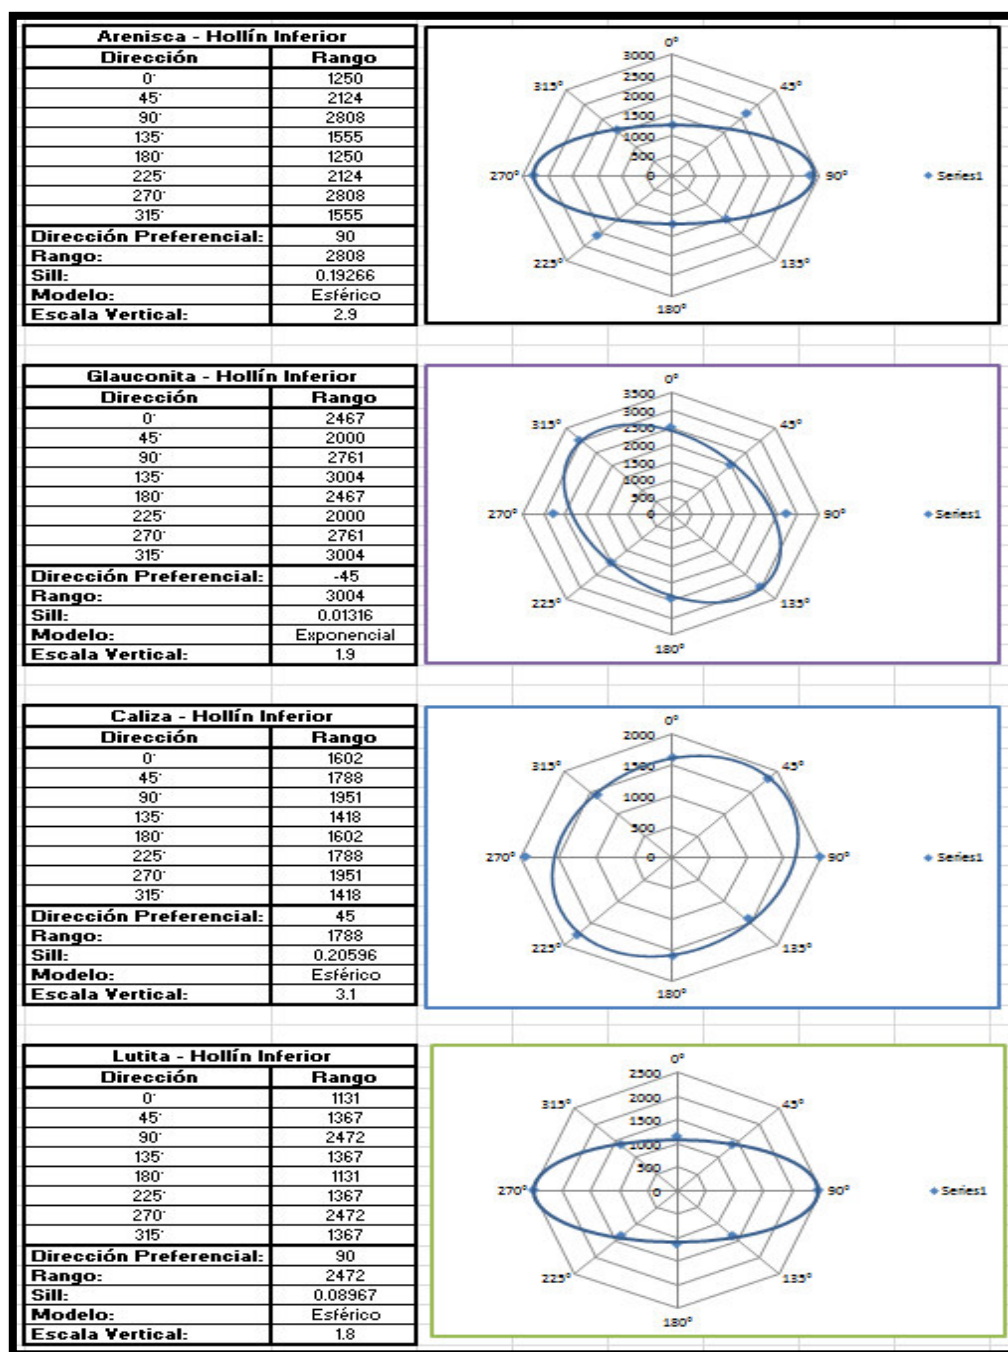 Arenisca - Hollín Inferior
Dirección Rango
0° 1250
45° 2124
90° 2808
135° 1555
180° 1250
225° 2124
270° 2808
315° 1555
Dirección Preferencial: 90
Rango: 2808
Sill: 0.19266
Modelo: Esférico
Escala Vertical: 2.9
0°
3000
2500
2000
1500
1000
500
0
45°
90°
135°
180°
225°
270°
315°
Series1
Glauconita - Hollín Inferior
Dirección Rango
0° 2467
45° 2000
90° 2761
135° 3004
180° 2467
225° 2000
270° 2761
315° 3004
Dirección Preferencial: -45
Rango: 3004
Sill: 0.01316
Modelo: Exponencial
Escala Vertical: 1.9
0°
3500
3000
2500
2000
1500
1000
500
0
45°
90°
135°
180°
225°
270°
315°
Series1
Caliza - Hollín Inferior
Dirección Rango
0° 1602
45° 1788
90° 1951
135° 1418
180° 1602
225° 1788
270° 1951
315° 1418
Dirección Preferencial: 45
Rango: 1788
Sill: 0.20596
Modelo: Esférico
Escala Vertical: 3.1
0°
2000
1500
1000
500
0
45°
90°
135°
180°
225°
270°
315°
Series1
Lutita - Hollín Inferior
Dirección Rango
0° 1131
45° 1367
90° 2472
135° 1367
180° 1131
225° 1367
270° 2472
315° 1367
Dirección Preferencial: 90
Rango: 2472
Sill: 0.08967
Modelo: Esférico
Escala Vertical: 1.8
0°
2500
2000
1500
1000
500
0
45°
90°
135°
180°
225°
270°
315°
Series1